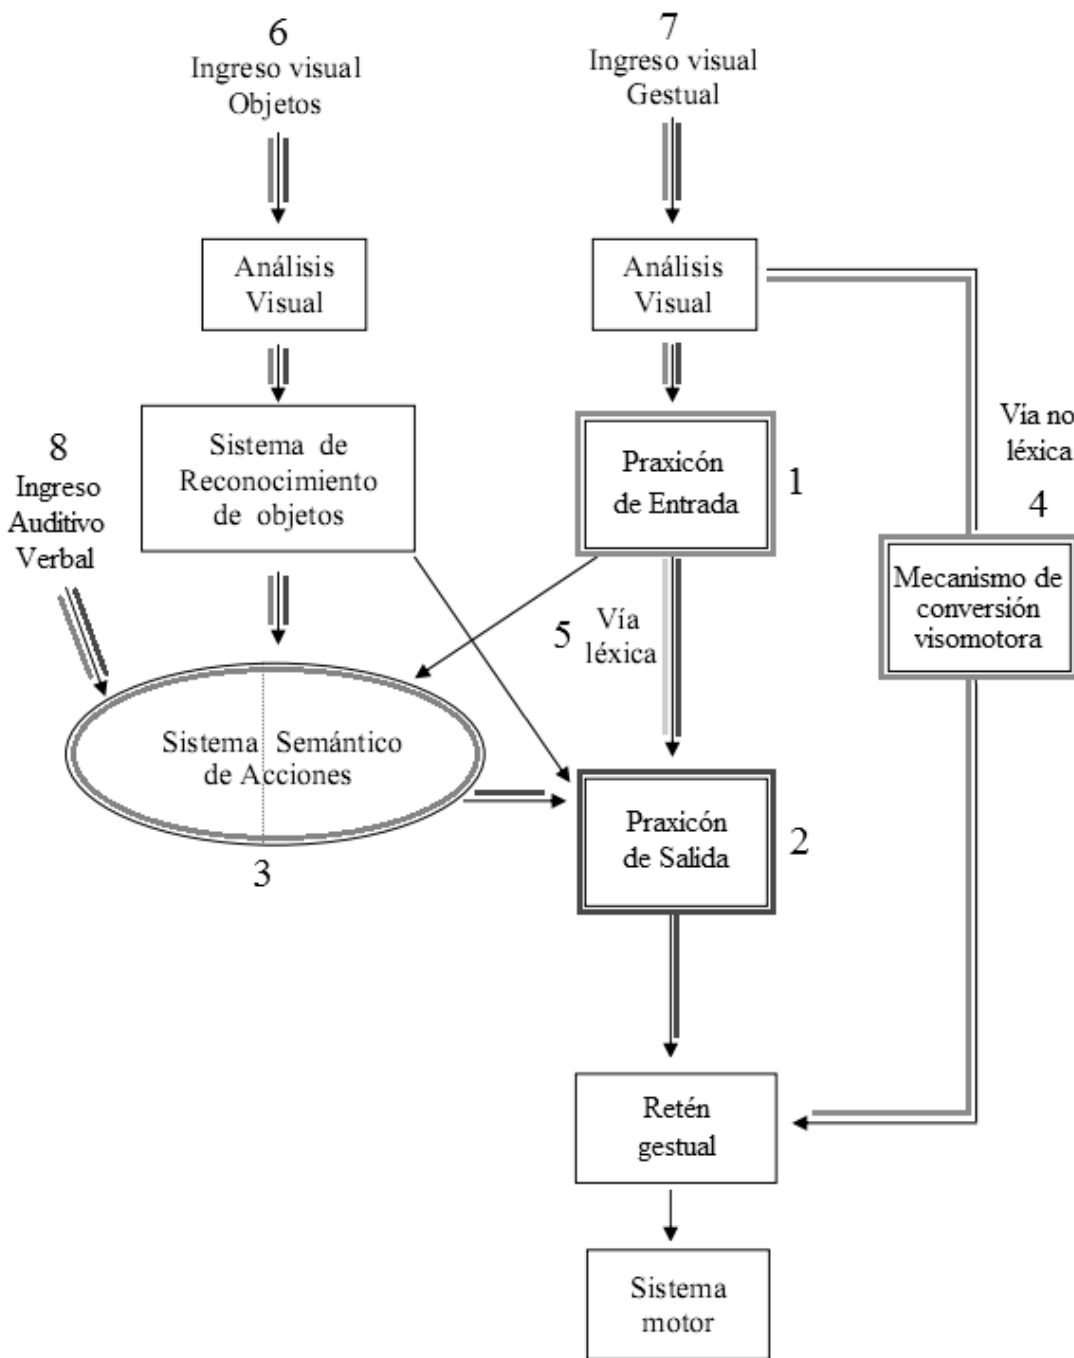 6
Ingreso visual
Objetos
7
Ingreso visual
Gestual
Análisis
Visual
Análisis
Visual
Sistema de
Reconocimiento
de objetos
Praxicón
de Entrada
1
Vía no
léxica
4
8
Ingreso
Auditivo
Verbal
Mecanismo de
conversión
visomotora
5
Vía
léxica
Sistema Semántico
de Acciones
3
Praxicón
de Salida
2
Retén
gestual
Sistema
motor